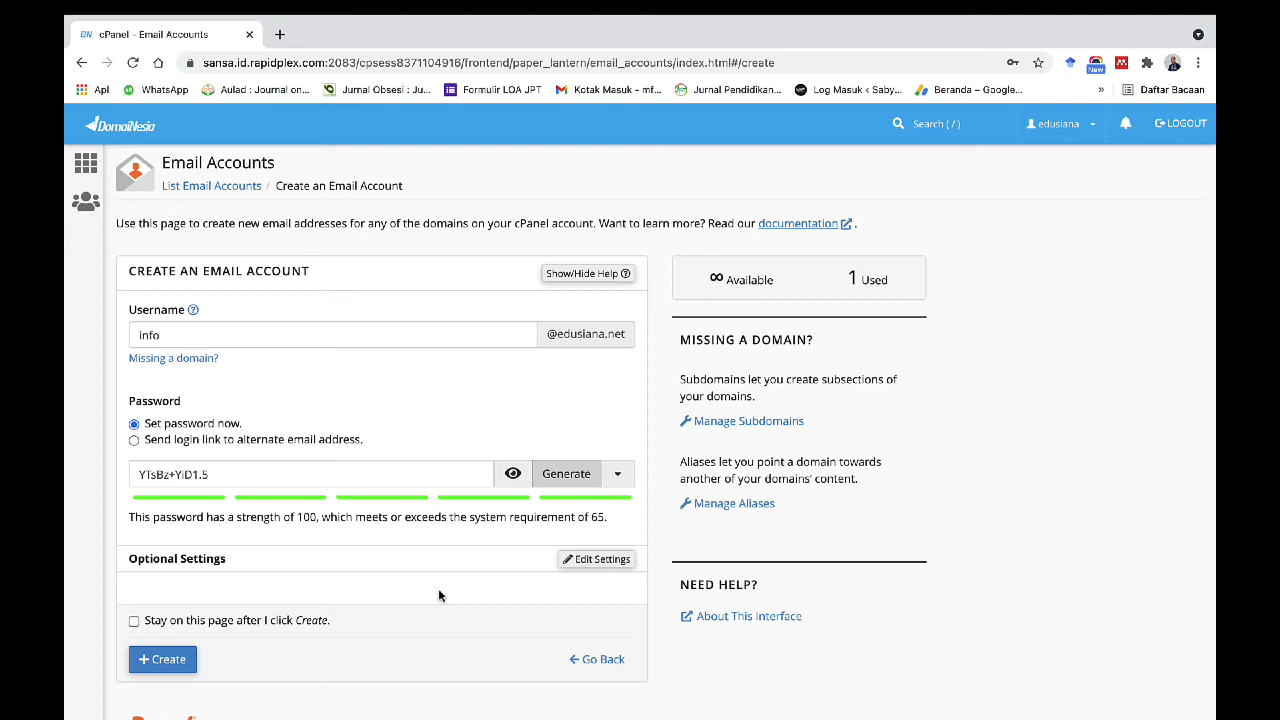 DN cPanel - Email Accounts
sansa.id.rapidplex.com:2083/cpsess8371104916/frontend/paper_lantern/email_accounts/index.html#/create
New
Apl WhatsApp Aulad : Journal on... Jurnal Obsesi : Ju... Formulir LOA JPT Kotak Masuk – mf... Jurnal Pendidikan... Log Masuk < Saby... Beranda – Google... » Daftar Bacaan
DomaiNesia Search ( / ) edusiana LOGOUT
Email Accounts
List Email Accounts / Create an Email Account
Use this page to create new email addresses for any of the domains on your cPanel account. Want to learn more? Read our documentation .
CREATE AN EMAIL ACCOUNT Show/Hide Help
Username
info @edusiana.net
Missing a domain?
Password
Set password now.
Send login link to alternate email address.
YTsBz+YiD1.5 Generate
This password has a strength of 100, which meets or exceeds the system requirement of 65.
Optional Settings Edit Settings
Stay on this page after I click Create.
+ Create Go Back
∞ Available 1 Used
MISSING A DOMAIN?
Subdomains let you create subsections of
your domains.
Manage Subdomains
Aliases let you point a domain towards
another of your domains' content.
Manage Aliases
NEED HELP?
About This Interface